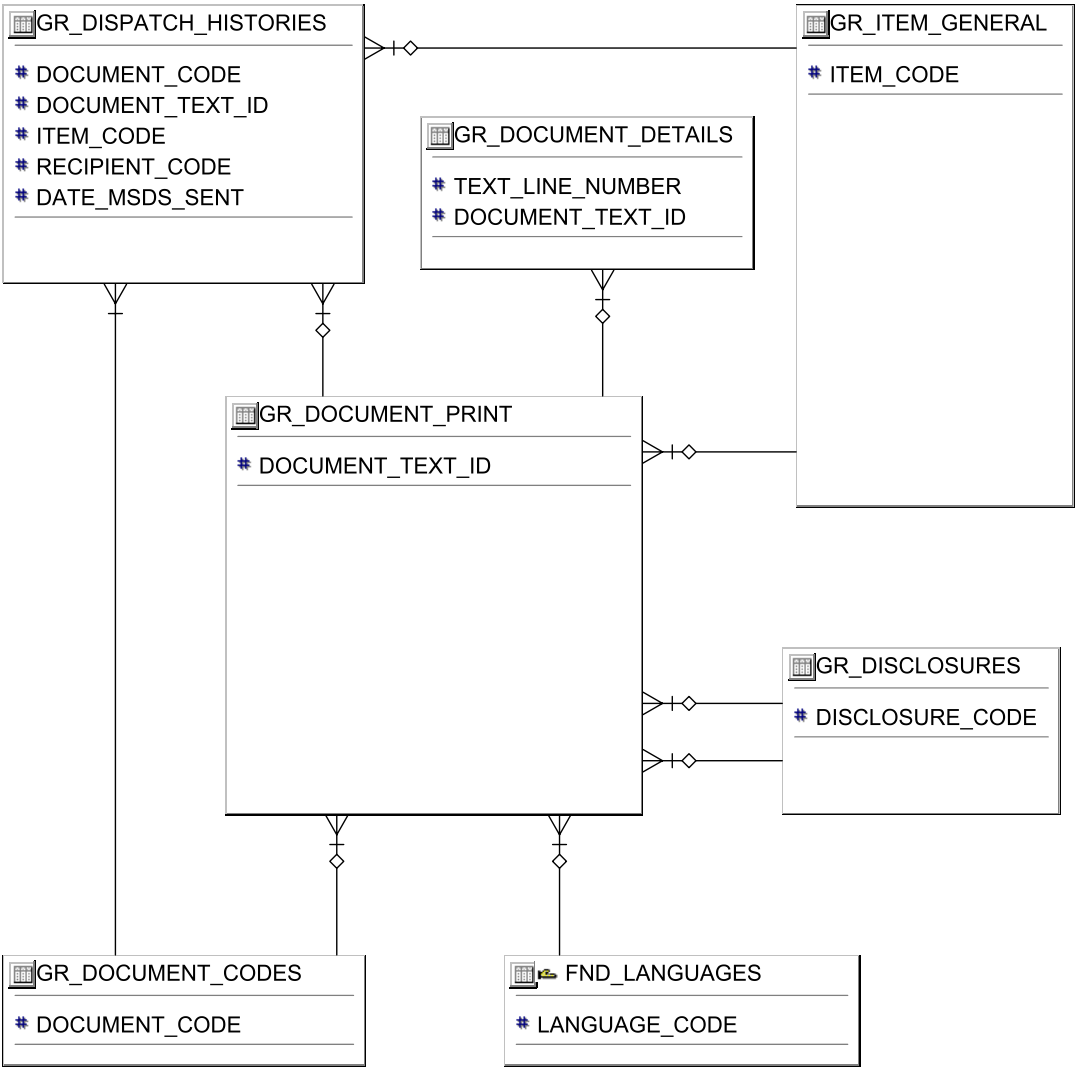 GR_DISPATCH_HISTORIES
# DOCUMENT_CODE
# DOCUMENT_TEXT_ID
# ITEM_CODE
# RECIPIENT_CODE
# DATE_MSDS_SENT
GR_ITEM_GENERAL
# ITEM_CODE
GR_DOCUMENT_DETAILS
# TEXT_LINE_NUMBER
# DOCUMENT_TEXT_ID
GR_DOCUMENT_PRINT
# DOCUMENT_TEXT_ID
GR_DISCLOSURES
# DISCLOSURE_CODE
GR_DOCUMENT_CODES
# DOCUMENT_CODE
FND_LANGUAGES
# LANGUAGE_CODE